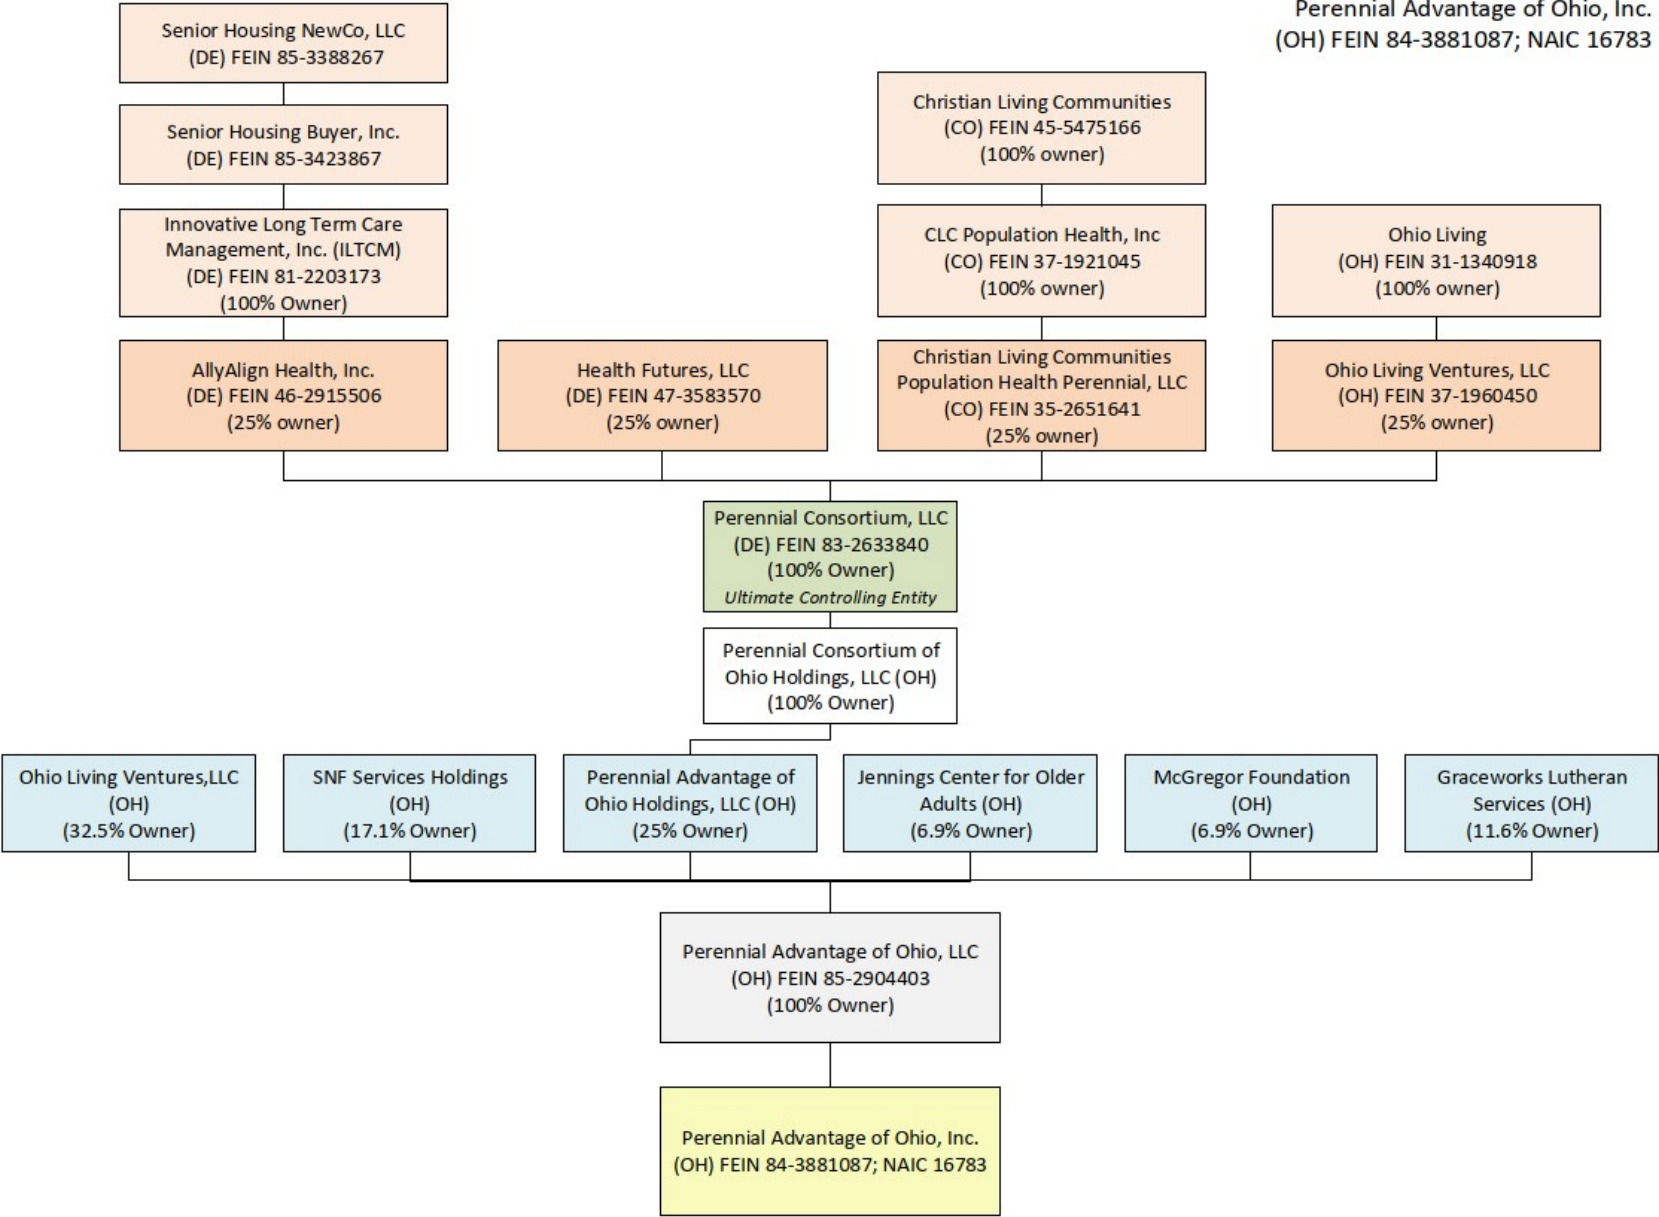 Perennial Advantage of Ohio, Inc.
(OH) FEIN 84-3881087; NAIC 16783
Senior Housing NewCo, LLC
(DE) FEIN 85-3388267
Senior Housing Buyer, Inc.
(DE) FEIN 85-3423867
Christian Living Communities
(CO) FEIN 45-5475166
(100% owner)
Innovative Long Term Care
Management, Inc. (ILTCM)
(DE) FEIN 81-2203173
(100% Owner)
CLC Population Health, Inc
(CO) FEIN 37-1921045
(100% owner)
Ohio Living
(OH) FEIN 31-1340918
(100% owner)
AllyAlign Health, Inc.
(DE) FEIN 46-2915506
(25% owner)
Health Futures, LLC
(DE) FEIN 47-3583570
(25% owner)
Christian Living Communities
Population Health Perennial, LLC
(CO) FEIN 35-2651641
(25% owner)
Ohio Living Ventures, LLC
(OH) FEIN 37-1960450
(25% owner)
Perennial Consortium, LLC
(DE) FEIN 83-2633840
(100% Owner)
Ultimate Controlling Entity
Perennial Consortium of
Ohio Holdings, LLC (OH)
(100% Owner)
Ohio Living Ventures,LLC
(OH)
(32.5% Owner)
SNF Services Holdings
(OH)
(17.1% Owner)
Perennial Advantage of
Ohio Holdings, LLC (OH)
(25% Owner)
Jennings Center for Older
Adults (OH)
(6.9% Owner)
McGregor Foundation
(OH)
(6.9% Owner)
Graceworks Lutheran
Services (OH)
(11.6% Owner)
Perennial Advantage of Ohio, LLC
(OH) FEIN 85-2904403
(100% Owner)
Perennial Advantage of Ohio, Inc.
(OH) FEIN 84-3881087; NAIC 16783